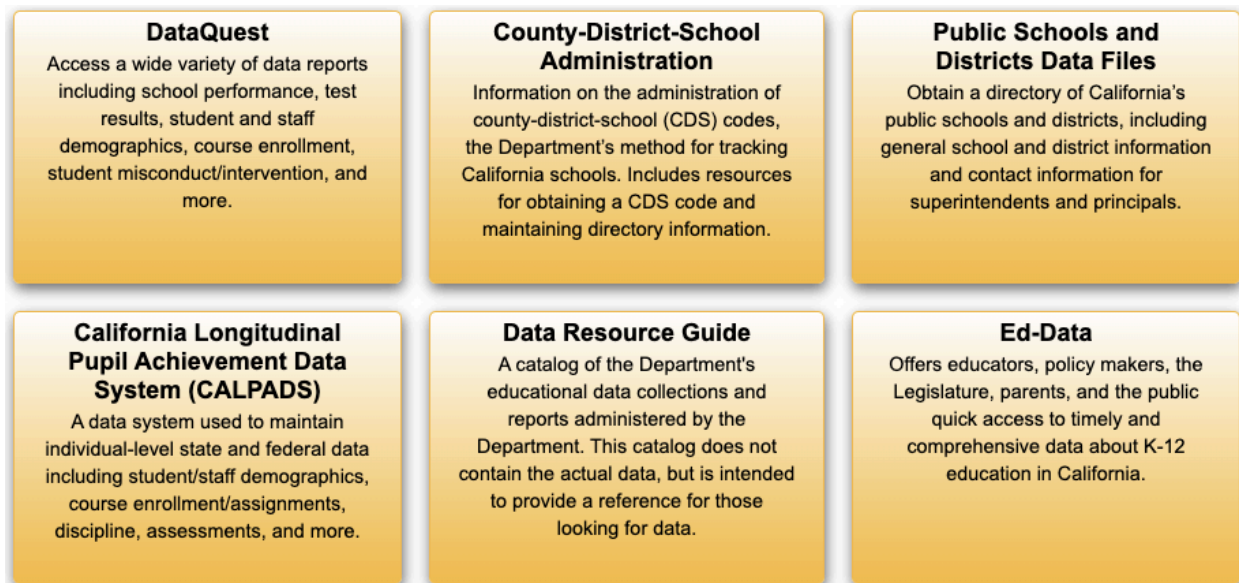 DataQuest
Access a wide variety of data reports
including school performance, test
results, student and staff
demographics, course enrollment,
student misconduct/intervention, and
more.
County-District-School
Administration
Information on the administration of
county-district-school (CDS) codes,
the Department’s method for tracking
California schools. Includes resources
for obtaining a CDS code and
maintaining directory information.
Public Schools and
Districts Data Files
Obtain a directory of California’s
public schools and districts, including
general school and district information
and contact information for
superintendents and principals.
California Longitudinal
Pupil Achievement Data
System (CALPADS)
A data system used to maintain
individual-level state and federal data
including student/staff demographics,
course enrollment/assignments,
discipline, assessments, and more.
Data Resource Guide
A catalog of the Department's
educational data collections and
reports administered by the
Department. This catalog does not
contain the actual data, but is intended
to provide a reference for those
looking for data.
Ed-Data
Offers educators, policy makers, the
Legislature, parents, and the public
quick access to timely and
comprehensive data about K-12
education in California.